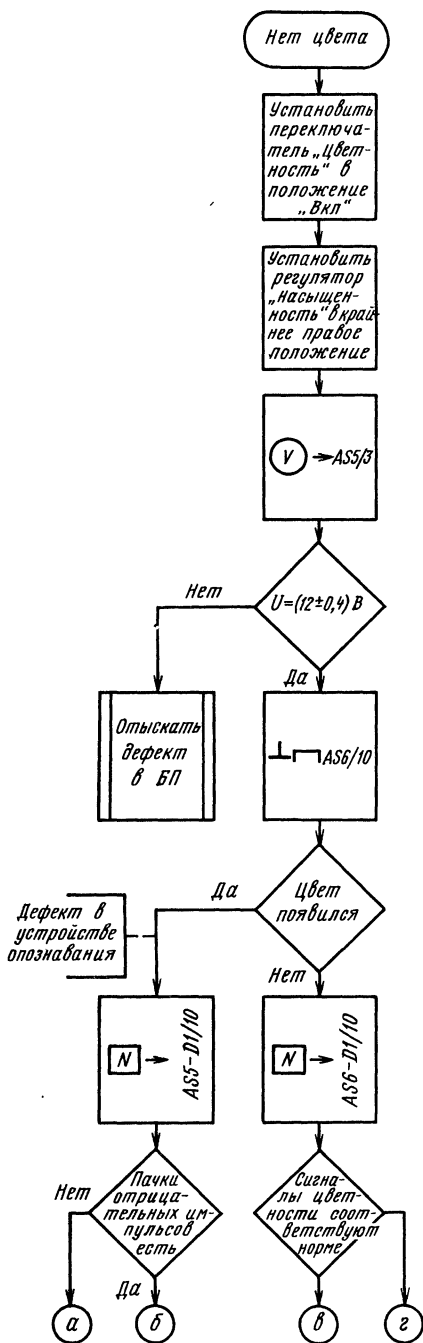 Нет цвета
Установить
переключа-
тель „Цвет-
ность“ в
положение
„Вкл“
Установить
регулятор
„насыщен-
ность“ в край-
нее правое
положение
V → AS5/3
U=(12±0,4) В
Нет
Да
Отыскать
дефект
в БП
AS6/10
Цвет
появился
Да
Нет
Дефект в
устройстве
опознавания
N → AS5-D1/10
N → AS6-D1/10
Пачки
отрица-
тельных им-
пульсов
есть
Нет
Да
Сигна-
лы цвет-
ности соот-
ветствуют
норме
а
б
в
г